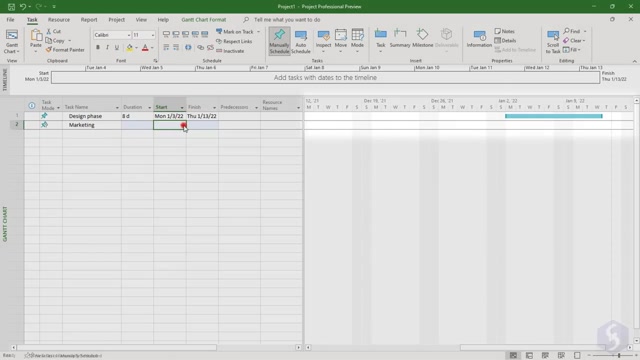 Project1 - Project Professional Preview
File Task Resource Project View Help Gantt Chart Format Tell me what you want to do
Gantt Chart
Paste
Cut
Copy
Format Painter
Calibri 11
B I U
Mark on Track
Respect Links
Inactivate
Manually Schedule
Auto Schedule
Inspect
Move
Mode
Task
Summary
Milestone
Deliverable
Information
Notes
Details
Add to Timeline
Scroll to Task
Find
Clear
Fill
View
Clipboard
Font
Schedule
Tasks
Insert
Properties
Editing
TIMELINE
Start
Mon 1/3/22
Tue Jan 4
Wed Jan 5
Thu Jan 6
Fri Jan 7
Sat Jan 8
Sun Jan 9
Mon Jan 10
Tue Jan 11
Wed Jan 12
Thu Jan 13
Add tasks with dates to the timeline
Finish
Thu 1/13/22
Task Mode
Task Name
Duration
Start
Finish
Predecessors
Resource Names
12, '21
Dec 19, '21
Dec 26, '21
Jan 2, '22
Jan 9, '22
M T W T F S S M T W T F S S M T W T F S S M T W T F S S M T W T F S
1 Design phase Mon 1/3/22 Thu 1/13/22
2 Marketing
GANTT CHART